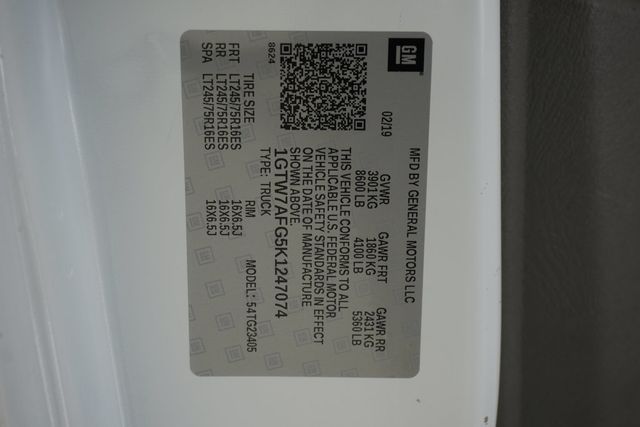 GM
MFD BY GENERAL MOTORS LLC
02/19
GVWR GAWR FRT GAWR RR
3901 KG 1860 KG 2431 KG
8600 LB 4100 LB 5360 LB
THIS VEHICLE CONFORMS TO ALL
APPLICABLE U.S. FEDERAL MOTOR
VEHICLE SAFETY STANDARDS IN EFFECT
ON THE DATE OF MANUFACTURE
SHOWN ABOVE.
1GTW7AFG5K1247074
TYPE: TRUCK MODEL: 54TG23405
8624
TIRE SIZE RIM
FRT LT245/75R16ES 16X6.5J
RR LT245/75R16ES 16X6.5J
SPA LT245/75R16ES 16X6.5J